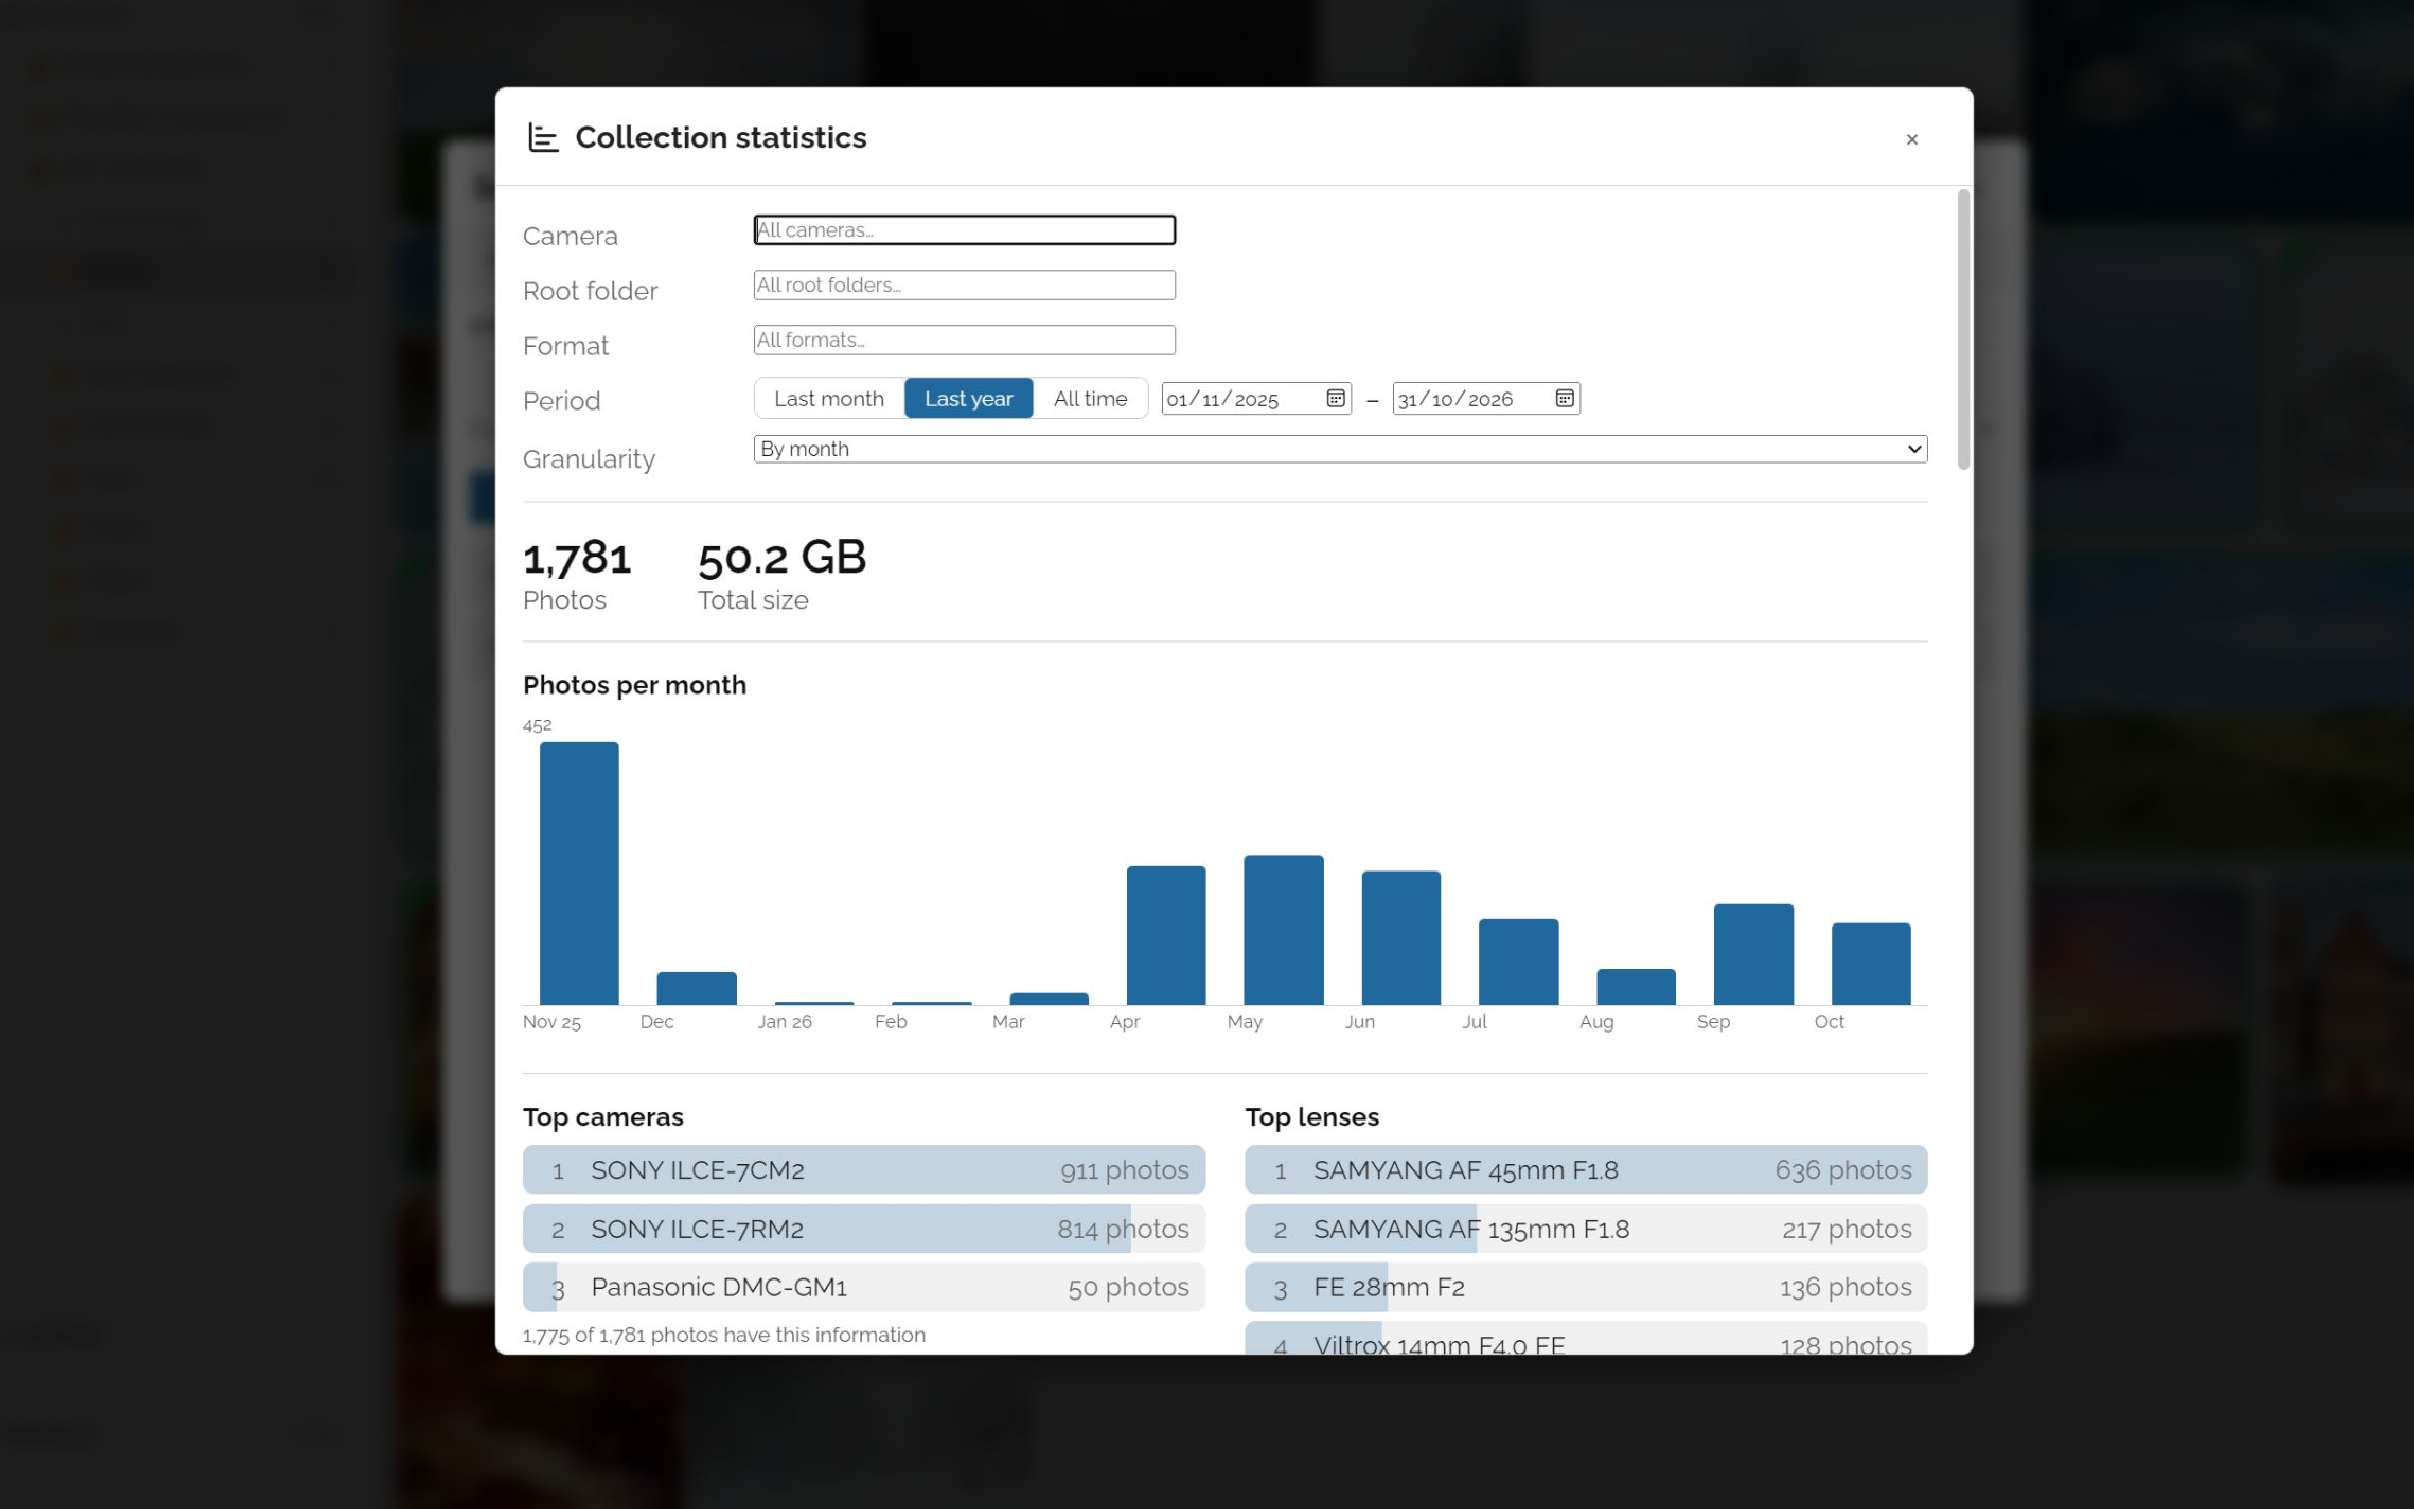 Collection statistics
×
Camera
All cameras…
Root folder
All root folders…
Format
All formats…
Period
Last month
Last year
All time
01/11/2025 – 31/10/2026
Granularity
By month
1,781
Photos
50.2 GB
Total size
Photos per month
452
Nov 25 Dec Jan 26 Feb Mar Apr May Jun Jul Aug Sep Oct
Top cameras
1 SONY ILCE-7CM2 911 photos
2 SONY ILCE-7RM2 814 photos
3 Panasonic DMC-GM1 50 photos
1,775 of 1,781 photos have this information
Top lenses
1 SAMYANG AF 45mm F1.8 636 photos
2 SAMYANG AF 135mm F1.8 217 photos
3 FE 28mm F2 136 photos
4 Viltrox 14mm F4.0 FE 128 photos